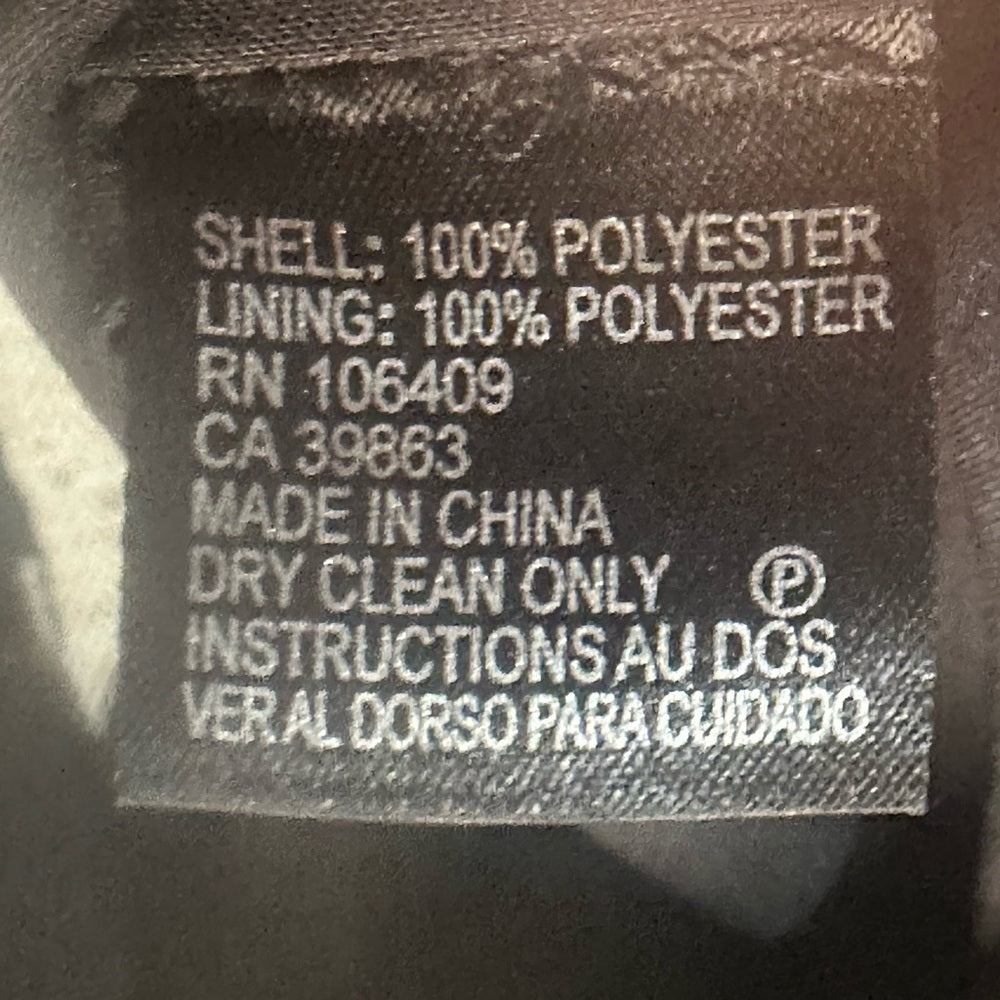 SHELL: 100% POLYESTER
LINING: 100% POLYESTER
RN 106409
CA 39863
MADE IN CHINA
DRY CLEAN ONLY Ⓟ
INSTRUCTIONS AU DOS
VER AL DORSO PARA CUIDADO